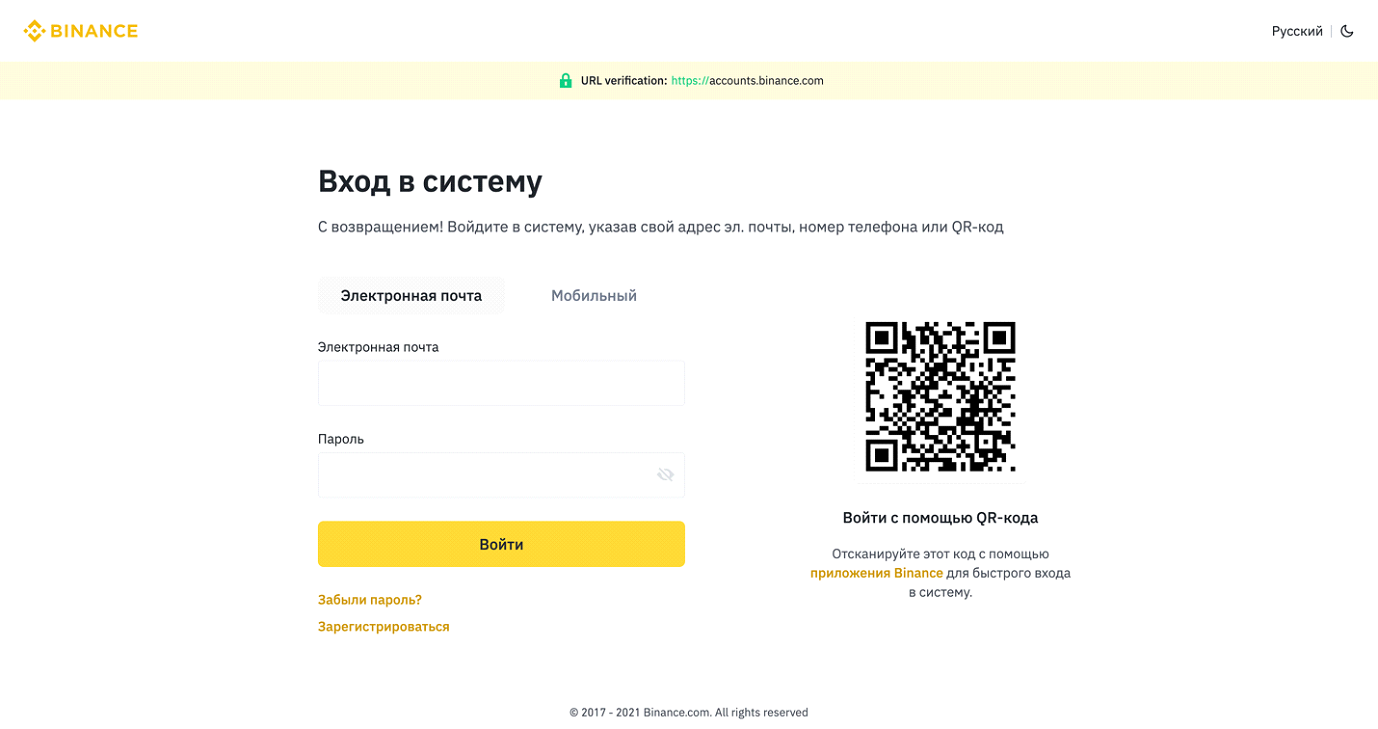 BINANCE
Русский
URL verification: https://accounts.binance.com
Вход в систему
С возвращением! Войдите в систему, указав свой адрес эл. почты, номер телефона или QR-код
Электронная почта
Мобильный
Электронная почта
Пароль
Войти
Забыли пароль?
Зарегистрироваться
Войти с помощью QR-кода
Отсканируйте этот код с помощью
приложения Binance для быстрого входа
в систему.
© 2017 - 2021 Binance.com. All rights reserved